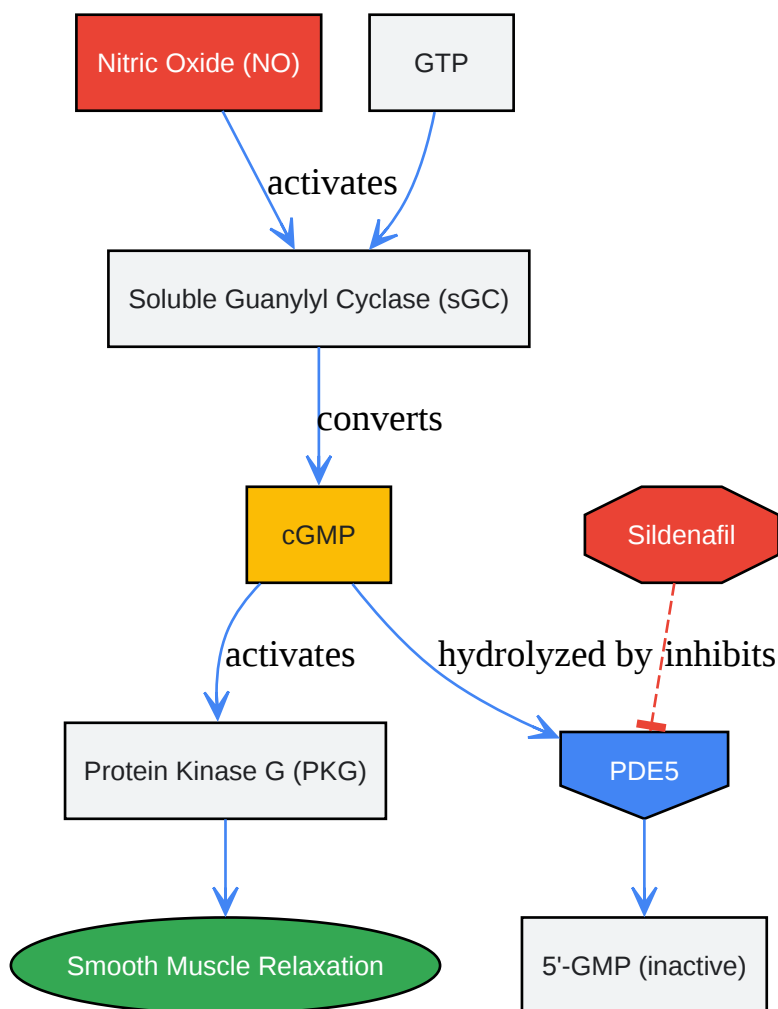 Nitric Oxide (NO)
GTP
activates
Soluble Guanylyl Cyclase (sGC)
converts
cGMP
Sildenafil
activates
hydrolyzed by
inhibits
Protein Kinase G (PKG)
PDE5
Smooth Muscle Relaxation
5'-GMP (inactive)